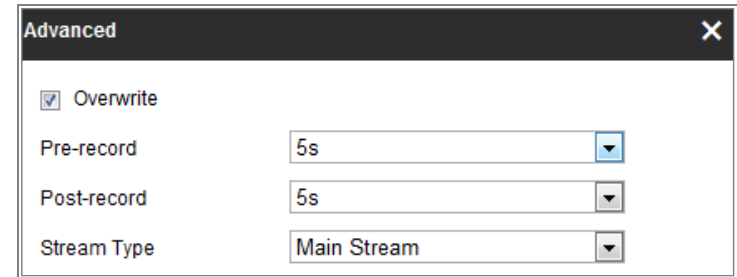 Advanced
Overwrite
Pre-record 5s
Post-record 5s
Stream Type Main Stream